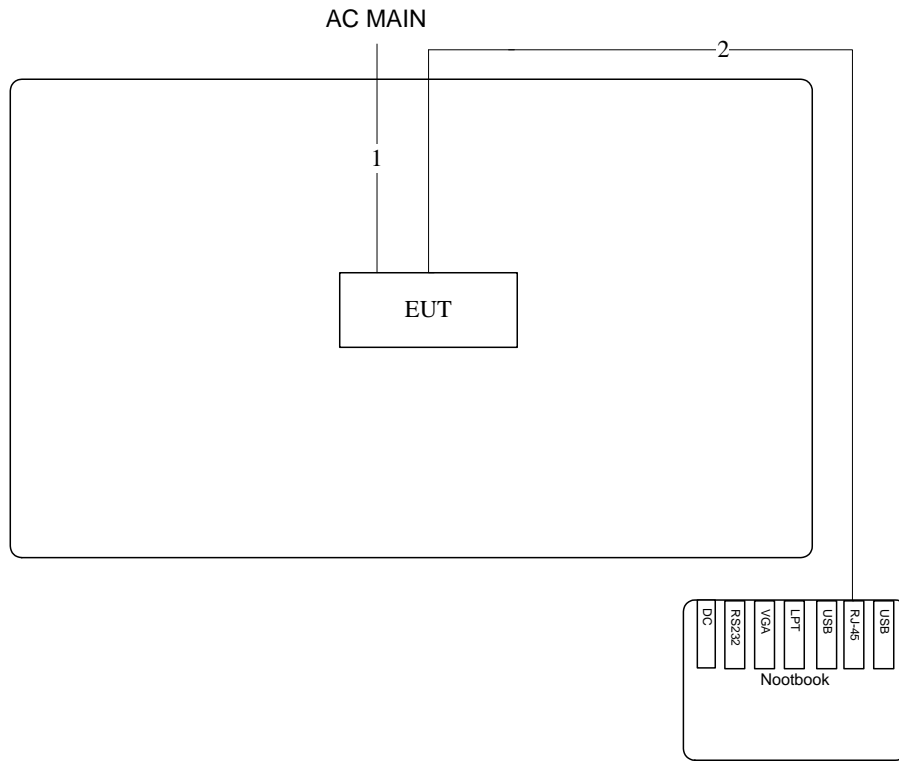 AC MAIN
2
1
EUT
DC
RS232
VGA
LPT
USB
RJ-45
USB
Nootbook